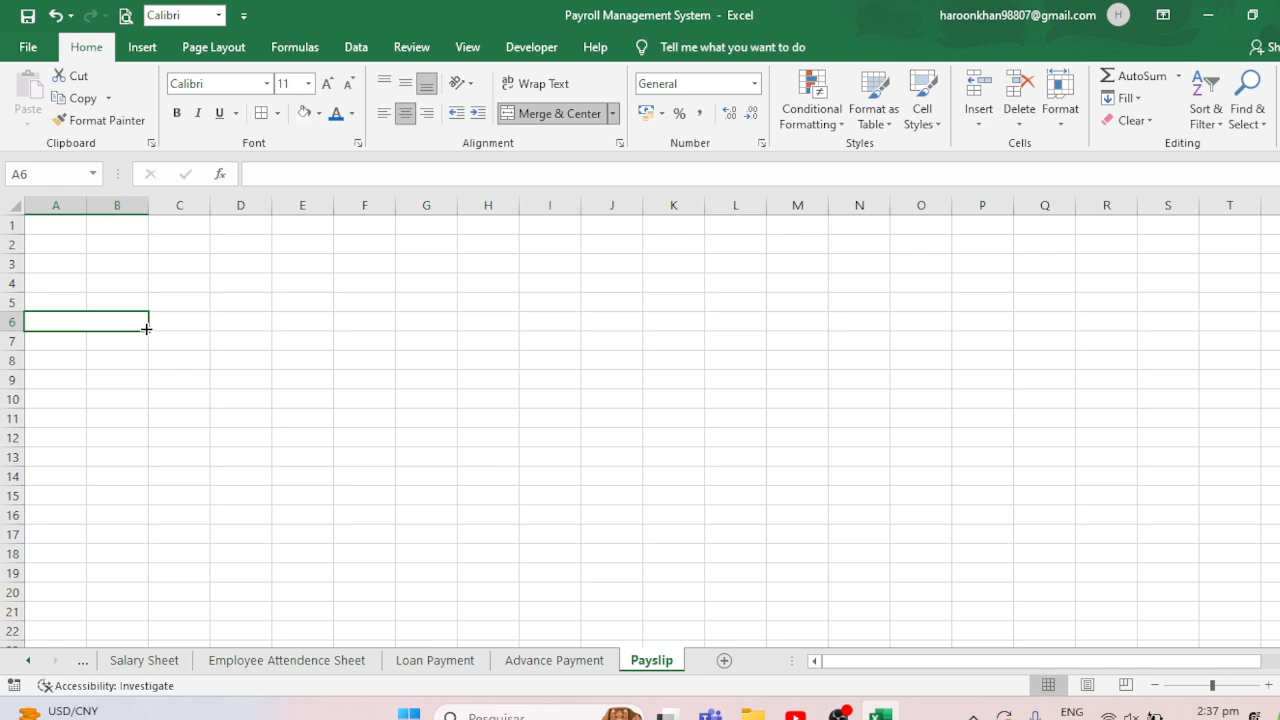 Calibri
Payroll Management System - Excel
haroonkhan98807@gmail.com
H
File Home Insert Page Layout Formulas Data Review View Developer Help Tell me what you want to do
Paste
Cut
Copy
Format Painter
Clipboard
Calibri 11
A A
B I U A
Font
ab Wrap Text
Merge & Center
Alignment
General
% ,
Number
Conditional Formatting
Format as Table
Cell Styles
Styles
Insert Delete Format
Cells
AutoSum
Fill
Clear
Sort & Filter
Find & Select
Editing
A6
fx
A B C D E F G H I J K L M N O P Q R S T
1
2
3
4
5
6
7
8
9
10
11
12
13
14
15
16
17
18
19
20
21
22
... Salary Sheet Employee Attendence Sheet Loan Payment Advance Payment Payslip
Accessibility: Investigate
USD/CNY
Pesquisar
ENG
2:37 pm